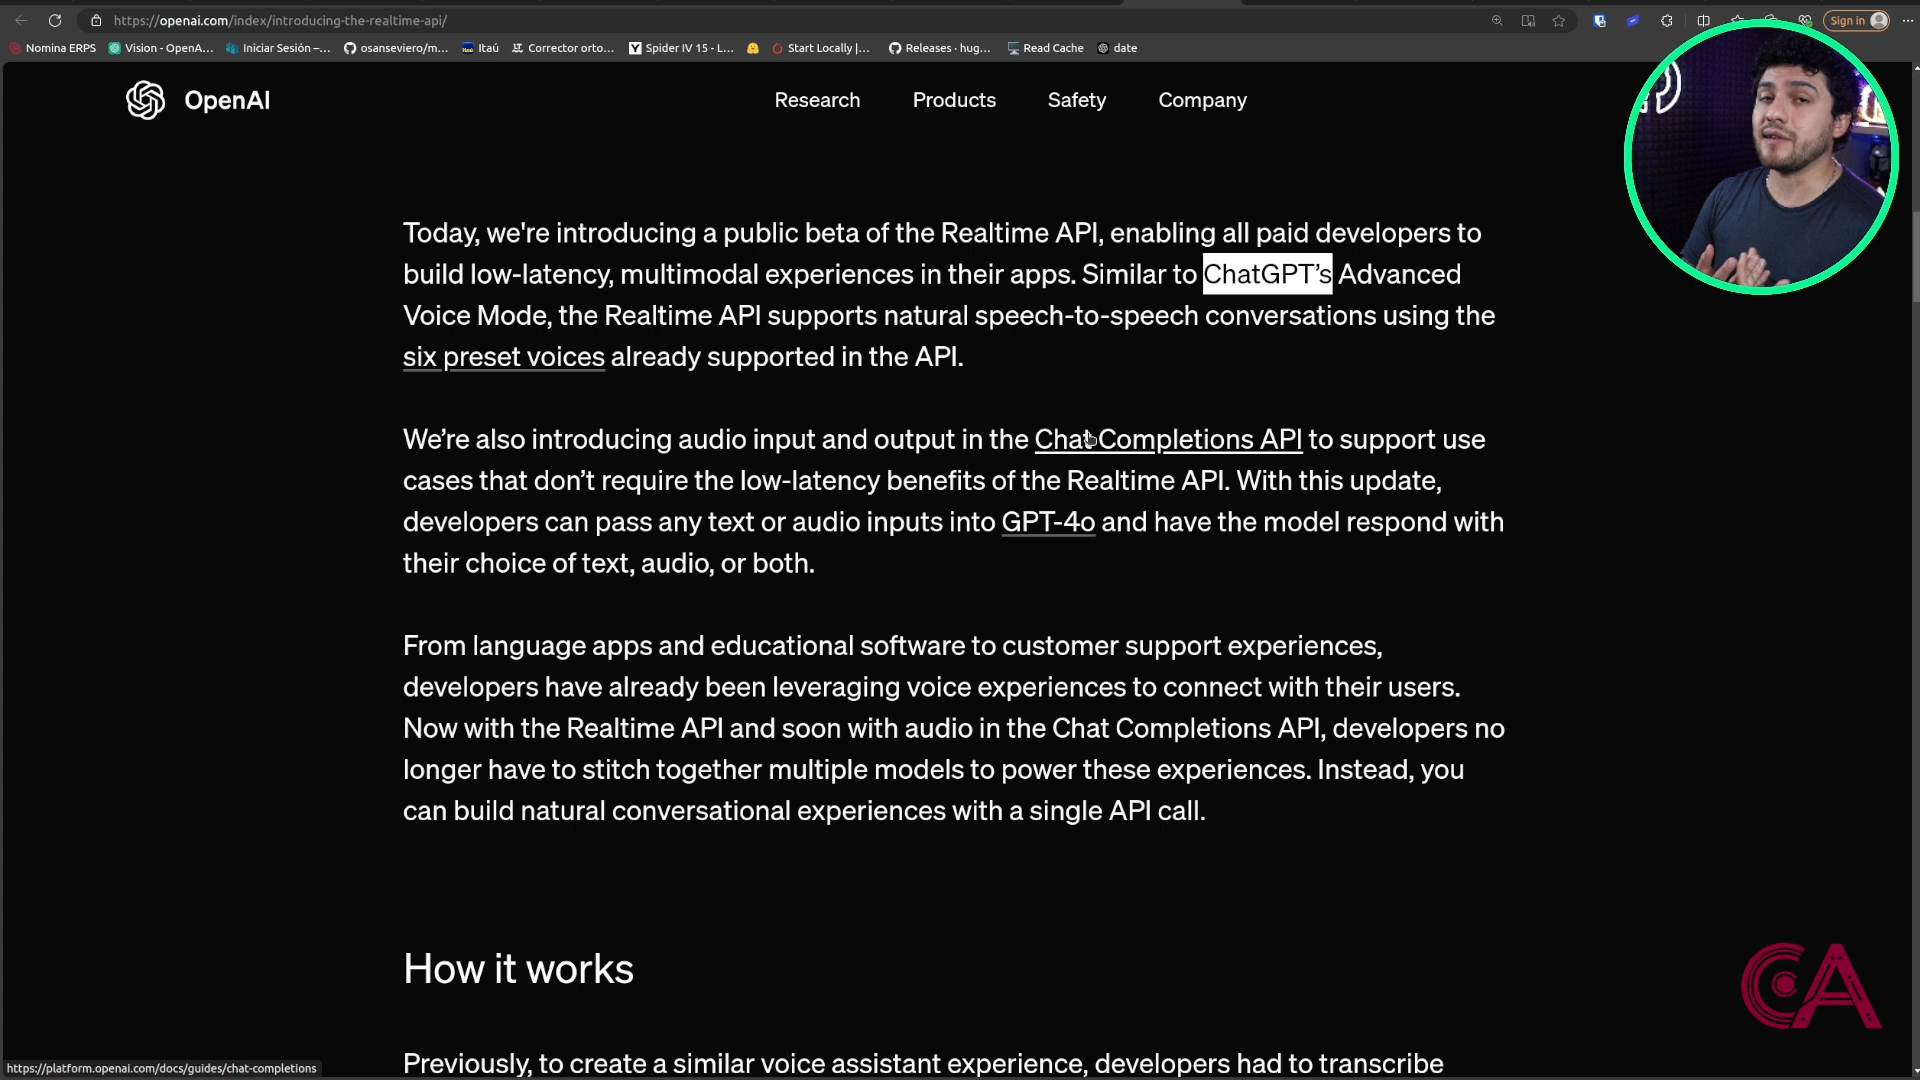 https://openai.com/index/introducing-the-realtime-api/
Sign in
Nomina ERPS
Vision - OpenA...
Iniciar Sesión –...
osanseviero/m...
Itaú
Corrector orto...
Spider IV 15 - L...
Start Locally |...
Releases · hug...
Read Cache
date
OpenAI
Research
Products
Safety
Company
Today, we're introducing a public beta of the Realtime API, enabling all paid developers to
build low-latency, multimodal experiences in their apps. Similar to ChatGPT’s Advanced
Voice Mode, the Realtime API supports natural speech-to-speech conversations using the
six preset voices already supported in the API.
We’re also introducing audio input and output in the Chat Completions API to support use
cases that don’t require the low-latency benefits of the Realtime API. With this update,
developers can pass any text or audio inputs into GPT-4o and have the model respond with
their choice of text, audio, or both.
From language apps and educational software to customer support experiences,
developers have already been leveraging voice experiences to connect with their users.
Now with the Realtime API and soon with audio in the Chat Completions API, developers no
longer have to stitch together multiple models to power these experiences. Instead, you
can build natural conversational experiences with a single API call.
How it works
CA
Previously, to create a similar voice assistant experience, developers had to transcribe
https://platform.openai.com/docs/guides/chat-completions